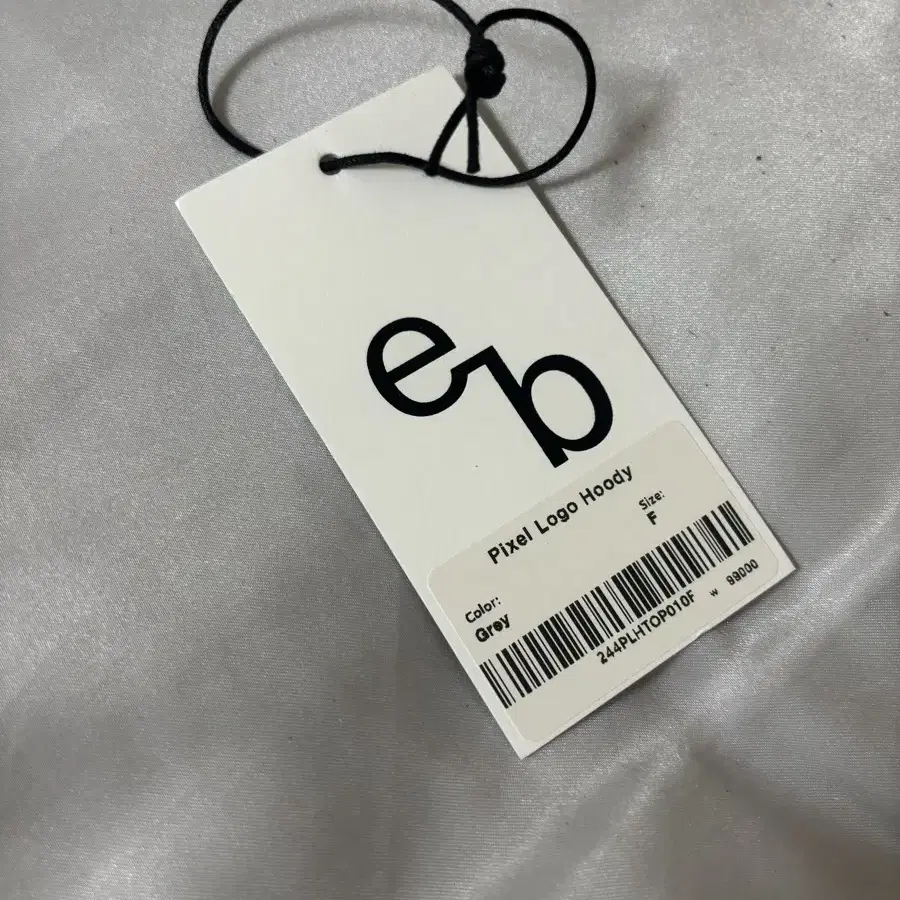 eb
Pixel Logo Hoody
Size:
F
Color:
Grey
244PLHTOP010F
w 99000